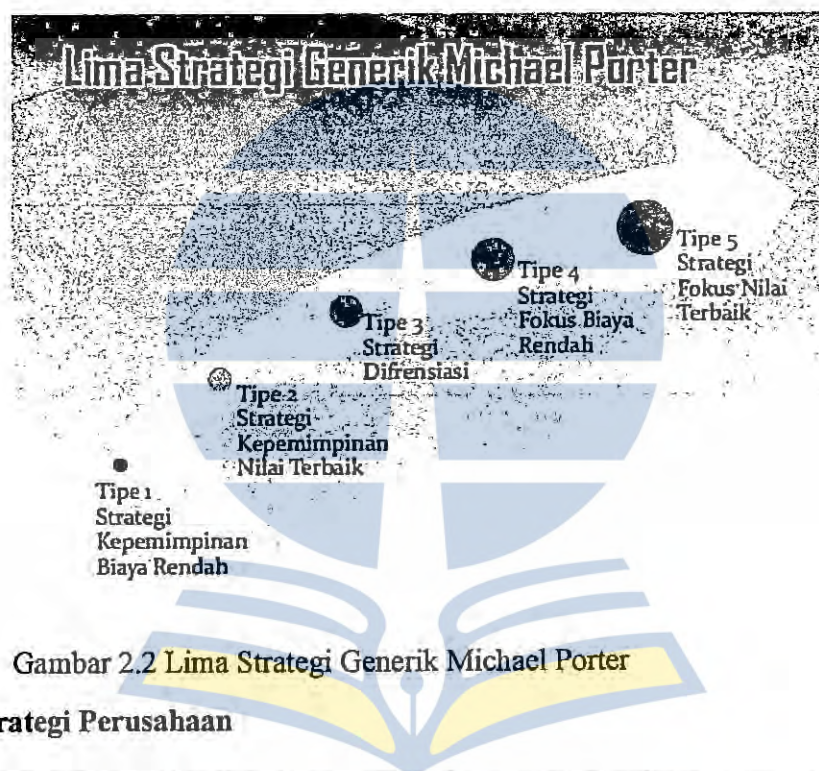 Lima Strategi Generik Michael Porter
Tipe 5
Strategi
Fokus Nilai
Terbaik
Tipe 4
Strategi
Fokus Biaya
Rendah
Tipe 3
Strategi
Difrensiasi
Tipe 2
Strategi
Kepemimpinan
Nilai Terbaik
Tipe 1
Strategi
Kepemimpinan
Biaya Rendah
Gambar 2.2 Lima Strategi Generik Michael Porter
rategi Perusahaan